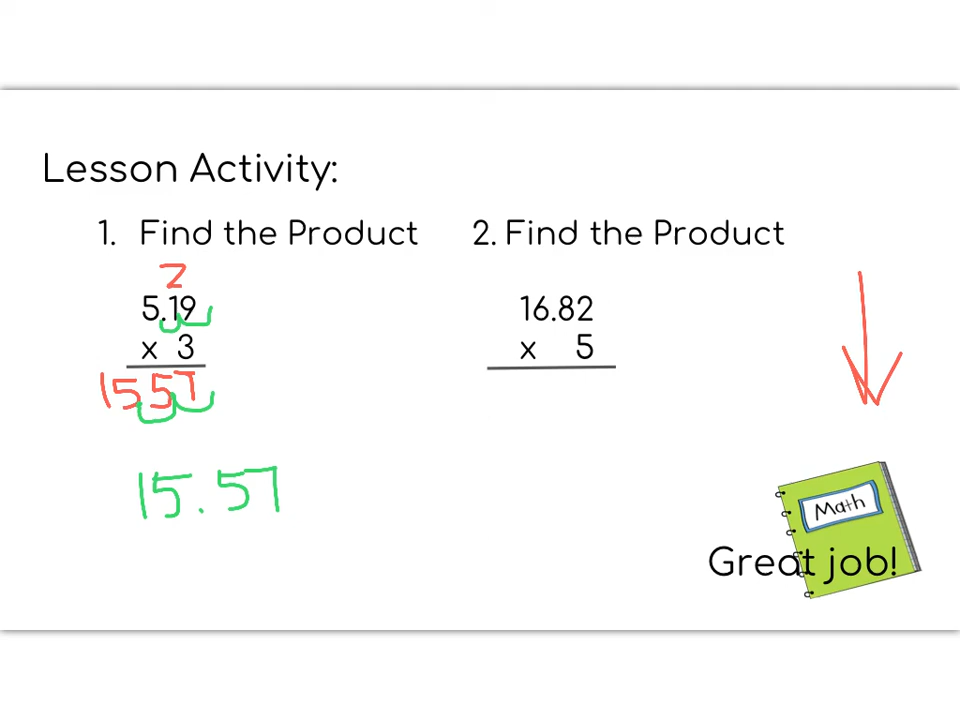 Lesson Activity:
1. Find the Product
2
5.19
x 3
1557
15.57
2. Find the Product
16.82
x 5
Math
Great job!